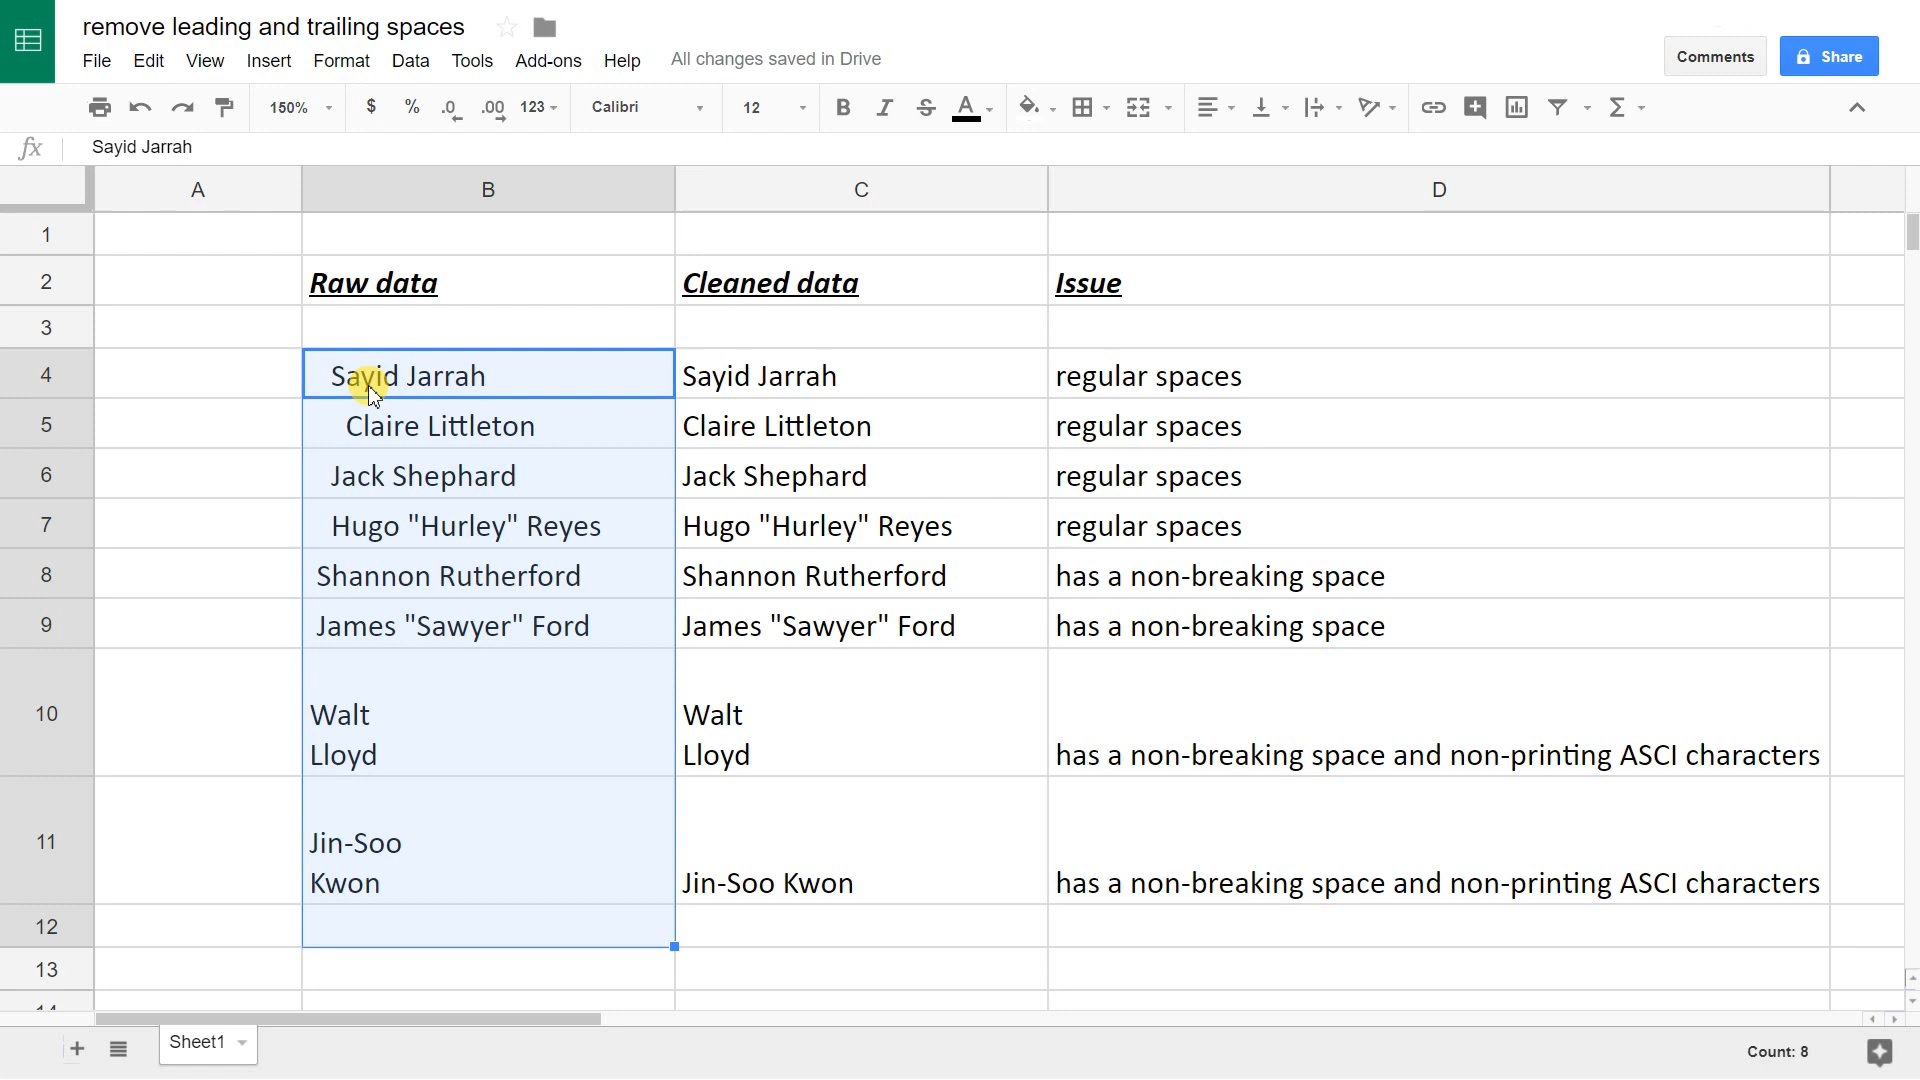 remove leading and trailing spaces
File Edit View Insert Format Data Tools Add-ons Help All changes saved in Drive
Comments Share
150% $ % .0 .00 123 Calibri 12 B I S A Σ
fx Sayid Jarrah
A B C D
1
2 Raw data Cleaned data Issue
3
4 Sayid Jarrah Sayid Jarrah regular spaces
5 Claire Littleton Claire Littleton regular spaces
6 Jack Shephard Jack Shephard regular spaces
7 Hugo "Hurley" Reyes Hugo "Hurley" Reyes regular spaces
8 Shannon Rutherford Shannon Rutherford has a non-breaking space
9 James "Sawyer" Ford James "Sawyer" Ford has a non-breaking space
10 Walt Walt
Lloyd Lloyd has a non-breaking space and non-printing ASCI characters
11 Jin-Soo
Kwon Jin-Soo Kwon has a non-breaking space and non-printing ASCI characters
12
13
Sheet1 Count: 8